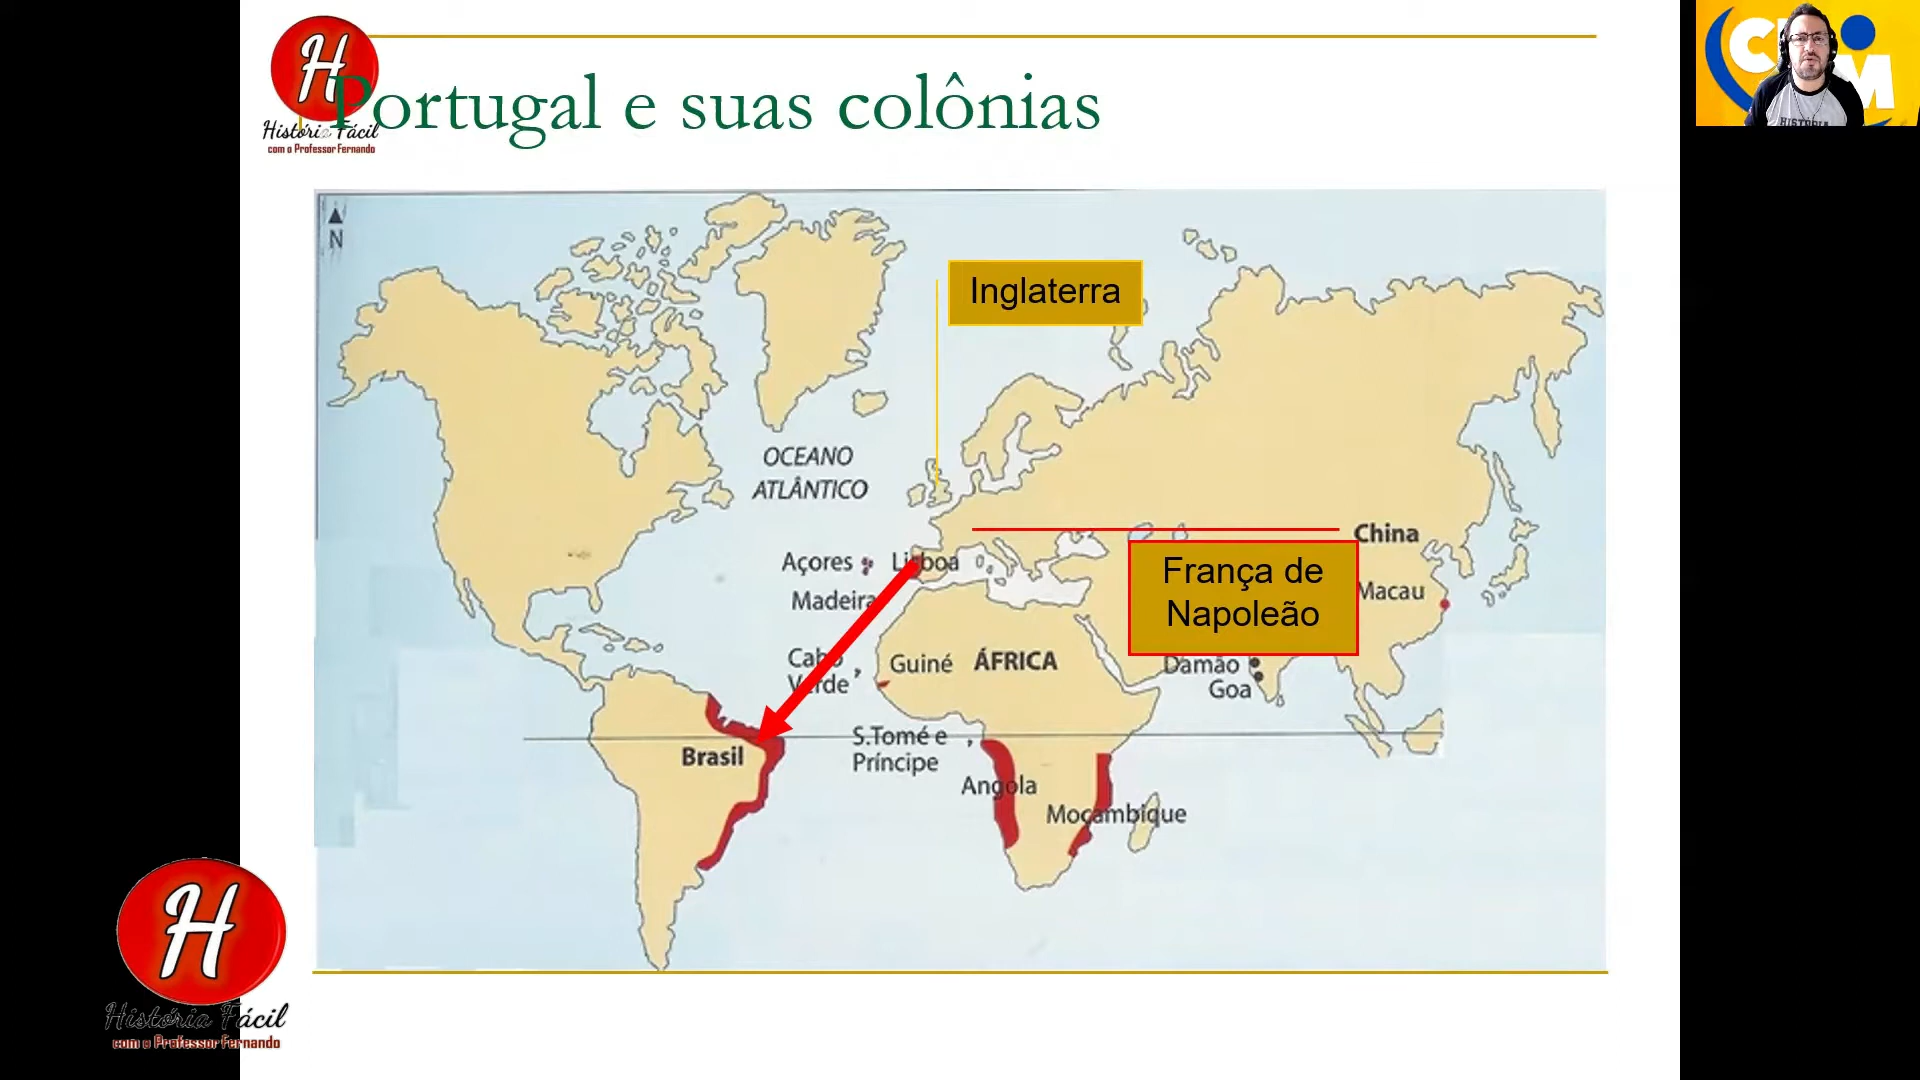 H
História Fácil
com o Professor Fernando
Portugal e suas colônias
HISTÓRIA
N
Inglaterra
OCEANO
ATLÂNTICO
China
Açores
Lisboa
França de
Napoleão
Madeira
Macau
Cabo
Verde
Guiné
ÁFRICA
Damão
Goa
Brasil
S.Tomé e
Príncipe
Angola
Moçambique
H
História Fácil
com o Professor Fernando